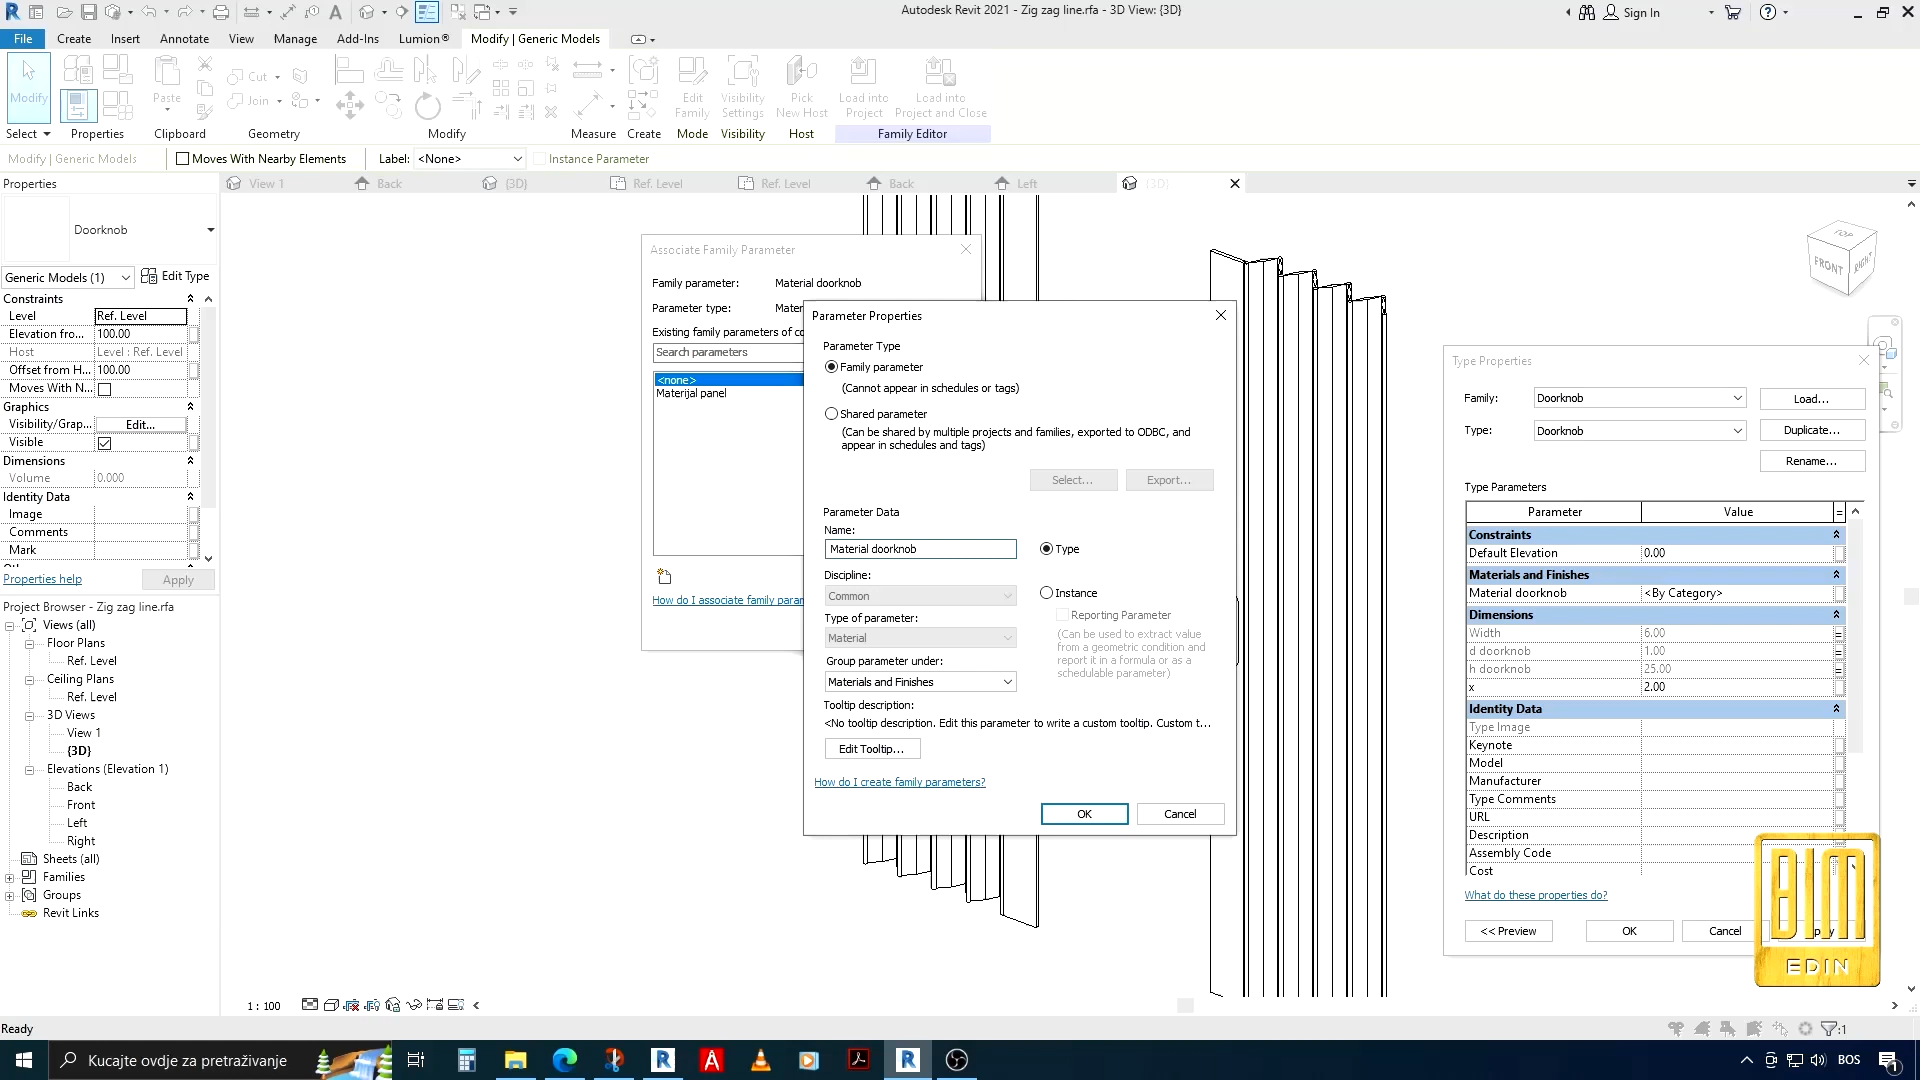 Autodesk Revit 2021 - Zig zag line.rfa - 3D View: {3D}
Sign In
File Create Insert Annotate View Manage Add-Ins Lumion® Modify | Generic Models
Modify
Paste
Cut
Join
Edit Family
Visibility Settings
Pick New Host
Load into Project
Load into Project and Close
Select Properties Clipboard Geometry Modify Measure Create Mode Visibility Host Family Editor
Modify | Generic Models
Moves With Nearby Elements
Label: <None>
Instance Parameter
Properties
View 1 Back {3D} Ref. Level Ref. Level Back Left {3D}
Doorknob
Generic Models (1)
Edit Type
Constraints
Level Ref. Level
Elevation fro... 100.00
Host Level : Ref. Level
Offset from H... 100.00
Moves With N...
Graphics
Visibility/Grap... Edit...
Visible
Dimensions
Volume 0.000
Identity Data
Image
Comments
Mark
Properties help Apply
Project Browser - Zig zag line.rfa
Views (all)
Floor Plans
Ref. Level
Ceiling Plans
Ref. Level
3D Views
View 1
{3D}
Elevations (Elevation 1)
Back
Front
Left
Right
Sheets (all)
Families
Groups
Revit Links
Associate Family Parameter
Family parameter: Material doorknob
Parameter type: Mater
Existing family parameters of co
Search parameters
<none>
Materijal panel
How do I associate family param
Parameter Properties
Parameter Type
Family parameter
(Cannot appear in schedules or tags)
Shared parameter
(Can be shared by multiple projects and families, exported to ODBC, and
appear in schedules and tags)
Select... Export...
Parameter Data
Name:
Material doorknob
Type
Discipline:
Common
Instance
Reporting Parameter
Type of parameter:
Material
(Can be used to extract value
from a geometric condition and
report it in a formula or as a
schedulable parameter)
Group parameter under:
Materials and Finishes
Tooltip description:
<No tooltip description. Edit this parameter to write a custom tooltip. Custom t...
Edit Tooltip...
How do I create family parameters?
OK Cancel
TOP
FRONT
RIGHT
Type Properties
Family: Doorknob Load...
Type: Doorknob Duplicate...
Rename...
Type Parameters
Parameter Value =
Constraints
Default Elevation 0.00
Materials and Finishes
Material doorknob <By Category>
Dimensions
Width 6.00 =
d doorknob 1.00 =
h doorknob 25.00 =
x 2.00
Identity Data
Type Image
Keynote
Model
Manufacturer
Type Comments
URL
Description
Assembly Code
Cost
What do these properties do?
<< Preview OK Cancel
BIM
EDIN
1 : 100
Ready
:1
Kucajte ovdje za pretraživanje
BOS
1